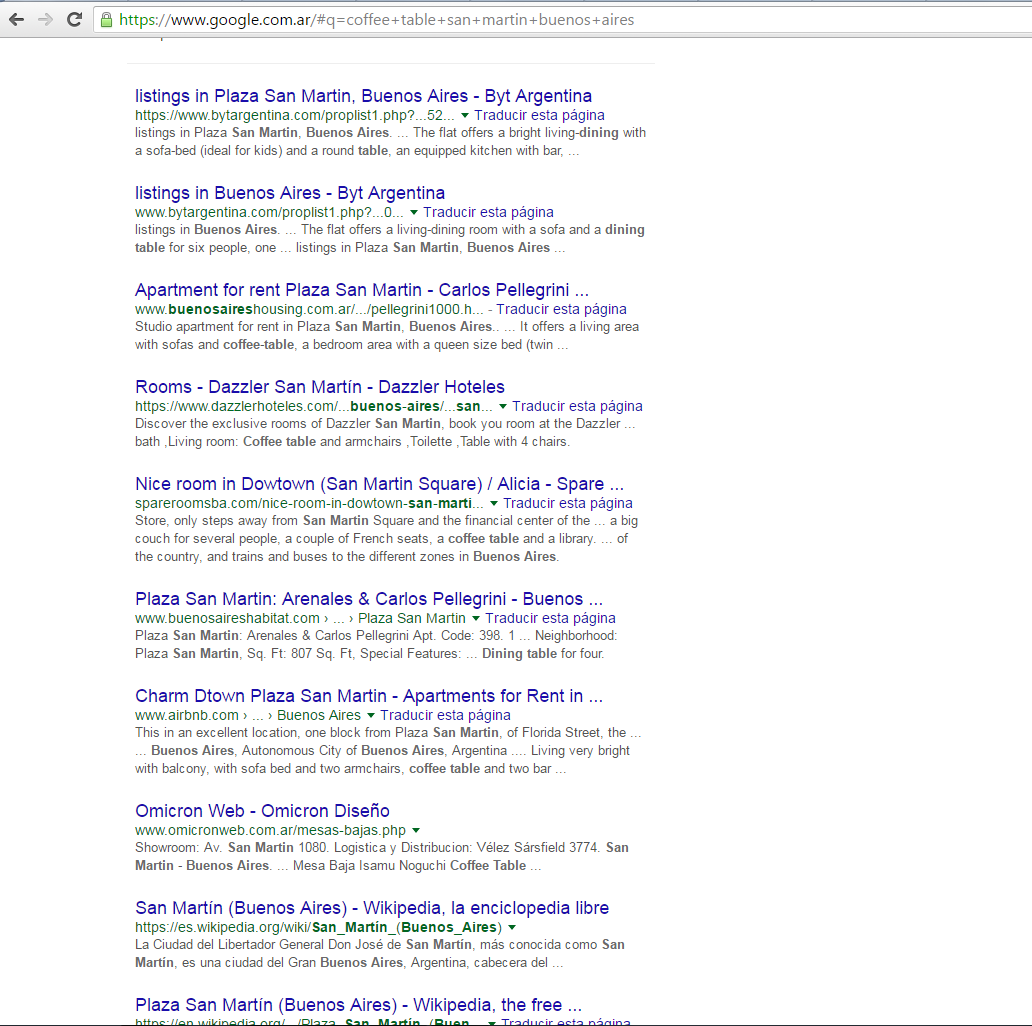 https://www.google.com.ar/#q=coffee+table+san+martin+buenos+aires
listings in Plaza San Martin, Buenos Aires - Byt Argentina
https://www.bytargentina.com/proplist1.php?...52... Traducir esta página
listings in Plaza San Martin, Buenos Aires. ... The flat offers a bright living-dining with
a sofa-bed (ideal for kids) and a round table, an equipped kitchen with bar, ...
listings in Buenos Aires - Byt Argentina
www.bytargentina.com/proplist1.php?...0... Traducir esta página
listings in Buenos Aires. ... The flat offers a living-dining room with a sofa and a dining
table for six people, one ... listings in Plaza San Martin, Buenos Aires ...
Apartment for rent Plaza San Martin - Carlos Pellegrini ...
www.buenosaireshousing.com.ar/.../pellegrini1000.h... - Traducir esta página
Studio apartment for rent in Plaza San Martin, Buenos Aires.. ... It offers a living area
with sofas and coffee-table, a bedroom area with a queen size bed (twin ...
Rooms - Dazzler San Martín - Dazzler Hoteles
https://www.dazzlerhoteles.com/...buenos-aires/...san... Traducir esta página
Discover the exclusive rooms of Dazzler San Martin, book you room at the Dazzler ...
bath ,Living room: Coffee table and armchairs ,Toilette ,Table with 4 chairs.
Nice room in Dowtown (San Martin Square) / Alicia - Spare ...
spareroomsba.com/nice-room-in-dowtown-san-marti... Traducir esta página
Store, only steps away from San Martin Square and the financial center of the ... a big
couch for several people, a couple of French seats, a coffee table and a library. ... of
the country, and trains and buses to the different zones in Buenos Aires.
Plaza San Martin: Arenales & Carlos Pellegrini - Buenos ...
www.buenosaireshabitat.com › ... › Plaza San Martin Traducir esta página
Plaza San Martin: Arenales & Carlos Pellegrini Apt. Code: 398. 1 ... Neighborhood:
Plaza San Martin, Sq. Ft: 807 Sq. Ft, Special Features: ... Dining table for four.
Charm Dtown Plaza San Martin - Apartments for Rent in ...
www.airbnb.com › ... › Buenos Aires Traducir esta página
This in an excellent location, one block from Plaza San Martin, of Florida Street, the ...
... Buenos Aires, Autonomous City of Buenos Aires, Argentina .... Living very bright
with balcony, with sofa bed and two armchairs, coffee table and two bar ...
Omicron Web - Omicron Diseño
www.omicronweb.com.ar/mesas-bajas.php
Showroom: Av. San Martin 1080. Logistica y Distribucion: Vélez Sársfield 3774. San
Martin - Buenos Aires. ... Mesa Baja Isamu Noguchi Coffee Table ...
San Martín (Buenos Aires) - Wikipedia, la enciclopedia libre
https://es.wikipedia.org/wiki/San_Martín_(Buenos_Aires)
La Ciudad del Libertador General Don José de San Martín, más conocida como San
Martín, es una ciudad del Gran Buenos Aires, Argentina, cabecera del ...
Plaza San Martín (Buenos Aires) - Wikipedia, the free ...
https://en.wikipedia.org/.../Plaza_San_Martín_(Buen... Traducir esta página